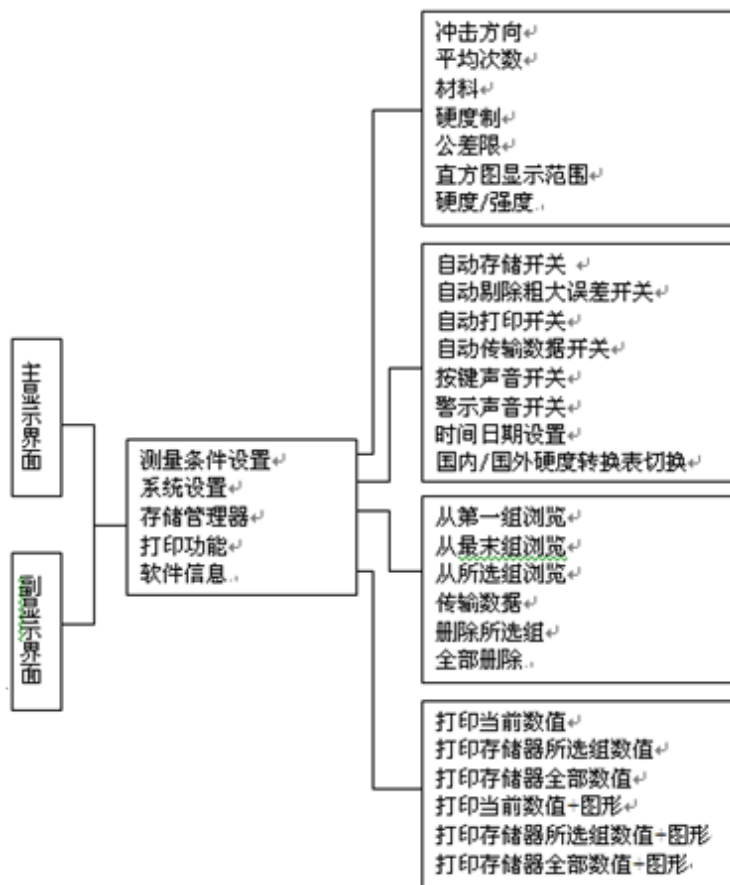 主显示界面
副显示界面
测量条件设置
系统设置
存储管理器
打印功能
软件信息
冲击方向
平均次数
材料
硬度制
公差限
直方图显示范围
硬度/强度
自动存储开关
自动剔除粗大误差开关
自动打印开关
自动传输数据开关
按键声音开关
警示声音开关
时间日期设置
国内/国外硬度转换表切换
从第一组浏览
从最末组浏览
从所选组浏览
传输数据
删除所选组
全部删除
打印当前数值
打印存储器所选组数值
打印存储器全部数值
打印当前数值+图形
打印存储器所选组数值+图形
打印存储器全部数值+图形